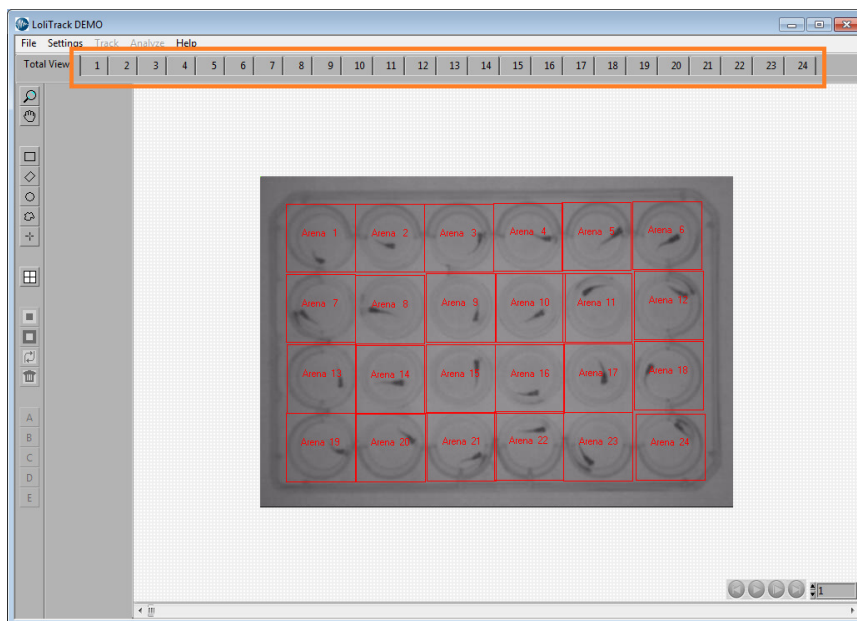 LoliTrack DEMO
File Settings Track Analyze Help
Total View 1 2 3 4 5 6 7 8 9 10 11 12 13 14 15 16 17 18 19 20 21 22 23 24
Arena 1 Arena 2 Arena 3 Arena 4 Arena 5 Arena 6
Arena 7 Arena 8 Arena 9 Arena 10 Arena 11 Arena 12
Arena 13 Arena 14 Arena 15 Arena 16 Arena 17 Arena 18
Arena 19 Arena 20 Arena 21 Arena 22 Arena 23 Arena 24
A
B
C
D
E
1